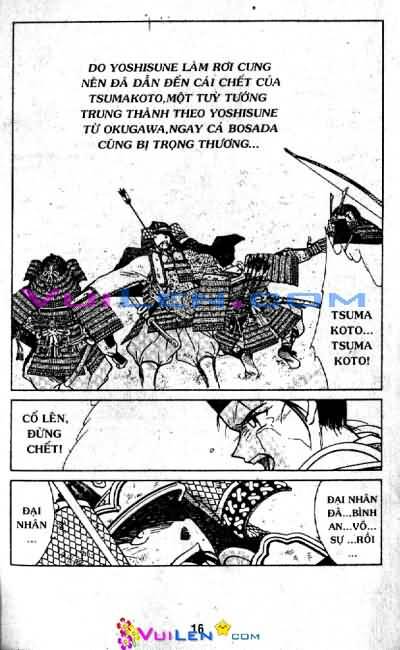 DO YOSHISUNE LÀM RƠI CUNG
NÊN ĐÃ DẪN ĐẾN CÁI CHẾT CỦA
TSUMAKOTO,MỘT TUỲ TƯỚNG
TRUNG THÀNH THEO YOSHISUNE
TỪ OKUGAWA,NGAY CẢ BOSADA
CŨNG BỊ TRỌNG THƯƠNG...
VUILEN.COM
TSUMA
KOTO...
TSUMA
KOTO!
CỐ LÊN,
ĐỪNG
CHẾT!
ĐẠI NHÂN
ĐÃ...BÌNH
AN...VÔ...
SỰ ...RỒI
...
ĐẠI
NHÂN
...
16
VUILEN.COM